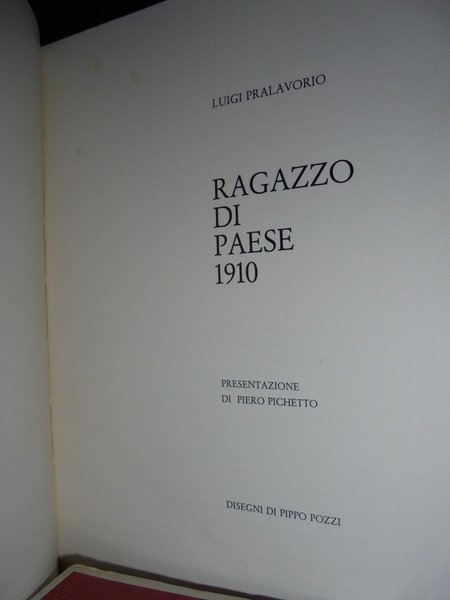 LUIGI PRALAVORIO
RAGAZZO
DI
PAESE
1910
PRESENTAZIONE
DI PIERO PICHETTO
DISEGNI DI PIPPO POZZI